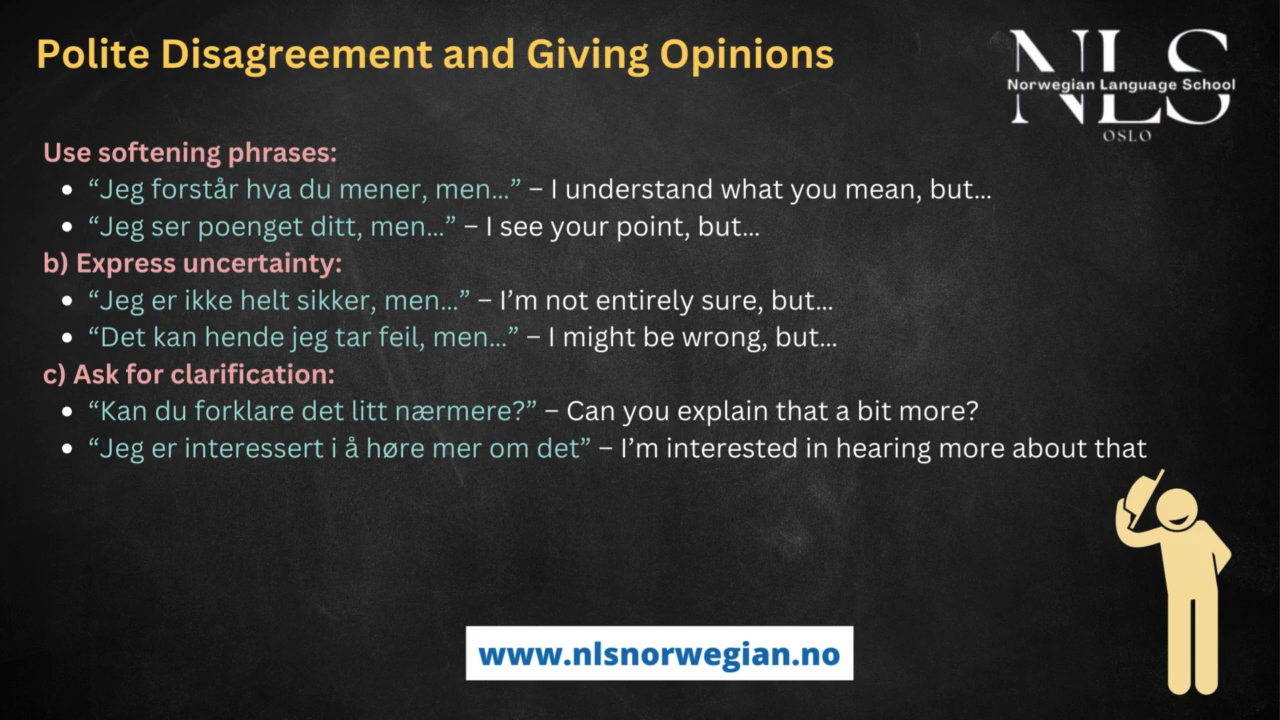 Polite Disagreement and Giving Opinions
NLS
Norwegian Language School
OSLO
Use softening phrases:
• “Jeg forstår hva du mener, men...” – I understand what you mean, but...
• “Jeg ser poenget ditt, men...” – I see your point, but...
b) Express uncertainty:
• “Jeg er ikke helt sikker, men...” – I’m not entirely sure, but...
• “Det kan hende jeg tar feil, men...” – I might be wrong, but...
c) Ask for clarification:
• “Kan du forklare det litt nærmere?” – Can you explain that a bit more?
• “Jeg er interessert i å høre mer om det” – I’m interested in hearing more about that
www.nlsnorwegian.no